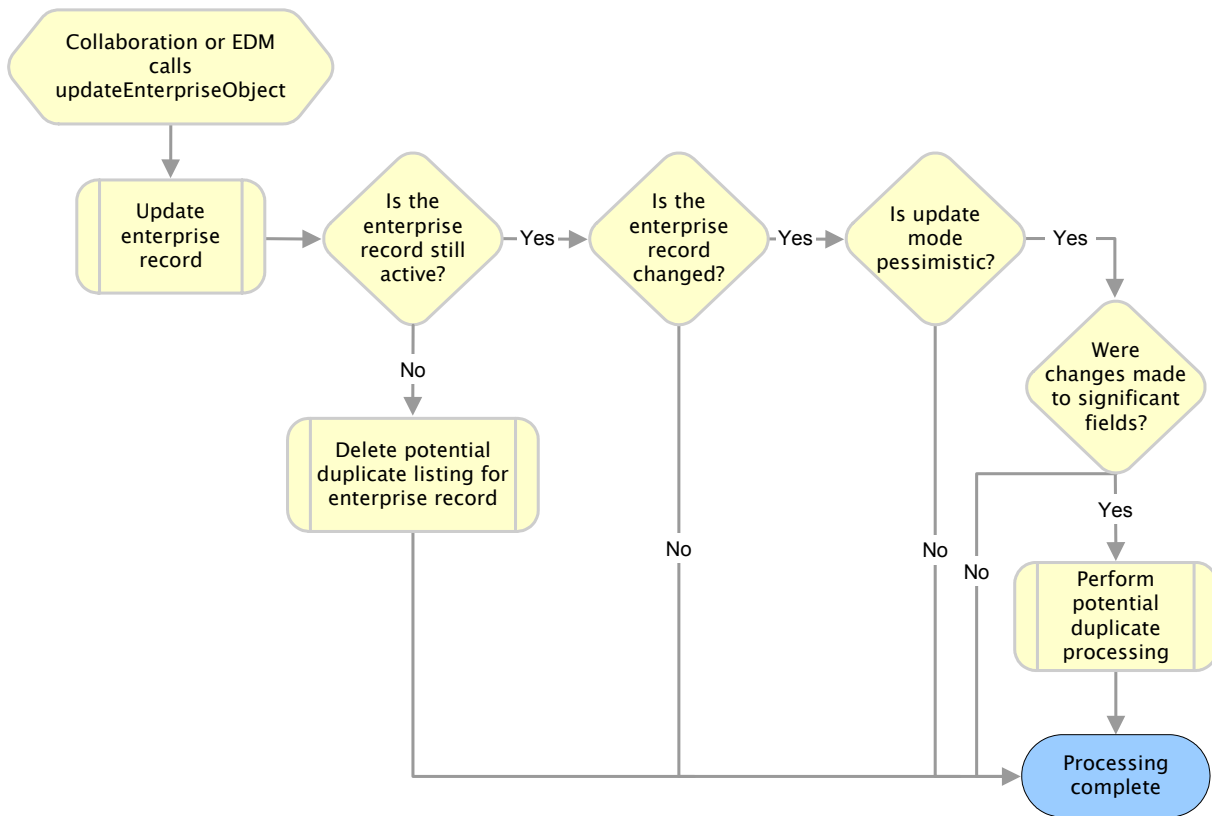 Collaboration or EDM
calls
updateEnterpriseObject
Update
enterprise
record
Is the
enterprise
record still
active?
Yes
Is the
enterprise
record
changed?
Yes
Is update
mode
pessimistic?
Yes
No
Were
changes made
to significant
fields?
Delete potential
duplicate listing for
enterprise record
Yes
No
No
No
Perform
potential
duplicate
processing
Processing
complete